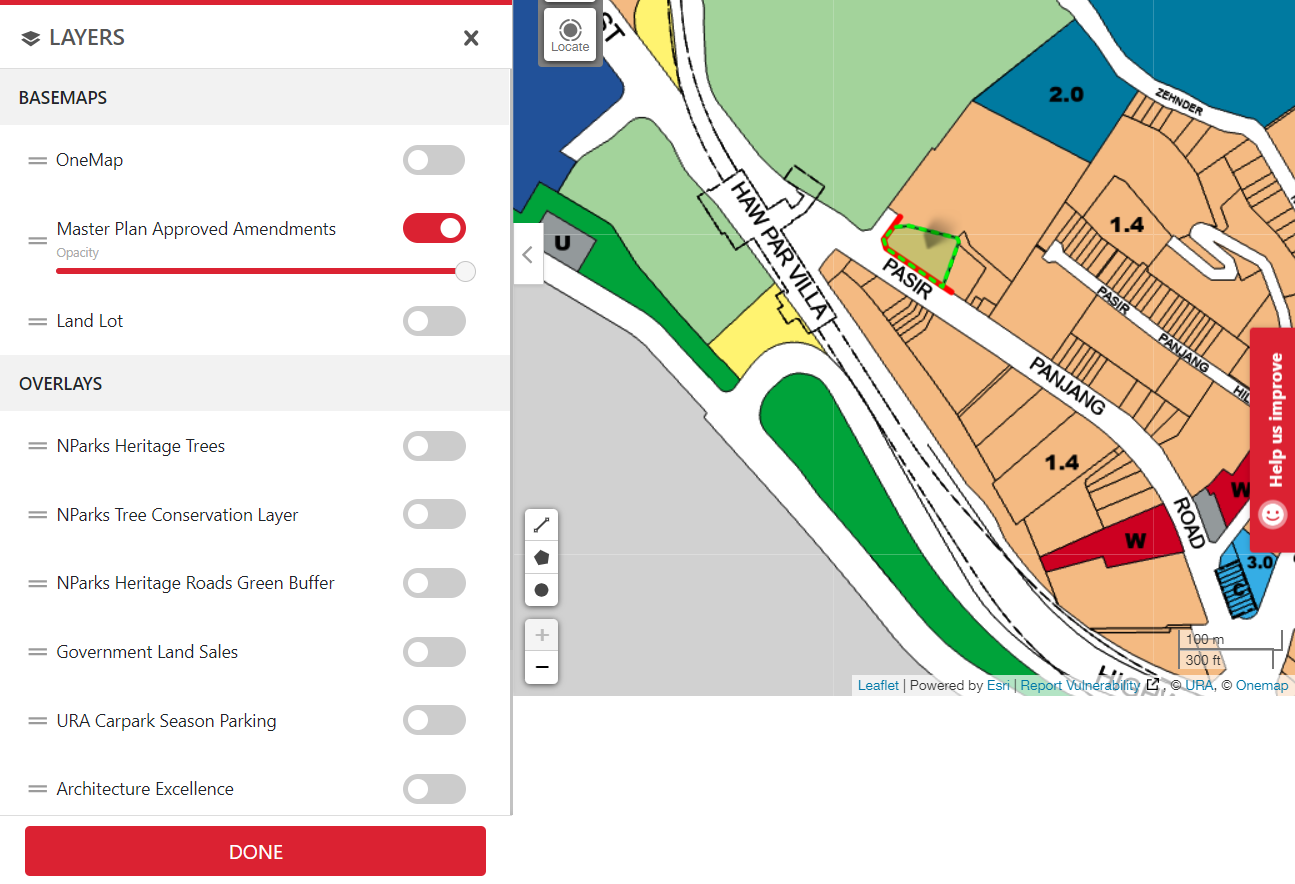 LAYERS
BASEMAPS
OneMap
Master Plan Approved Amendments
Opacity
Land Lot
OVERLAYS
NParks Heritage Trees
NParks Tree Conservation Layer
NParks Heritage Roads Green Buffer
Government Land Sales
URA Carpark Season Parking
Architecture Excellence
DONE
Locate
ST
2.0
ZEHNDER
HAW PAR VILLA
U
1.4
PASIR
PANJANG
ROAD
PASIR
PANJANG
1.4
W
W
3.0
C
Help us improve
100 m
300 ft
Leaflet | Powered by Esri | Report Vulnerability , © URA, © Onemap